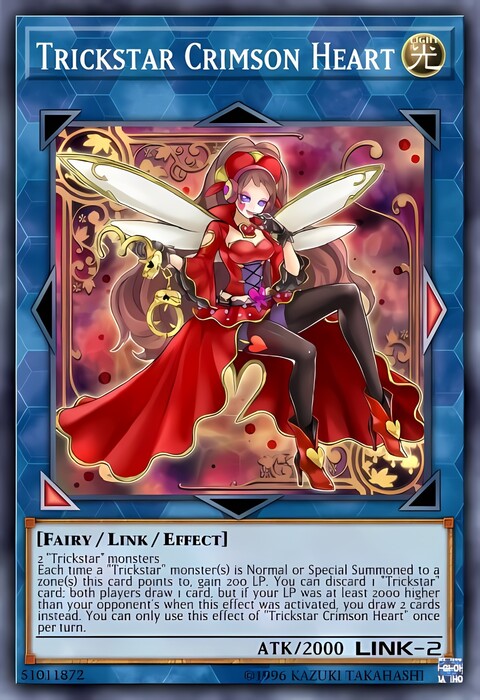 Trickstar Crimson Heart
光
[Fairy / Link / Effect]
2 "Trickstar" monsters
Each time a "Trickstar" monster(s) is Normal or Special Summoned to a
zone(s) this card points to, gain 200 LP. You can discard 1 "Trickstar"
card; both players draw 1 card, but if your LP was at least 2000 higher
than your opponent's when this effect was activated, you draw 2 cards
instead. You can only use this effect of "Trickstar Crimson Heart" once
per turn.
ATK/2000 LINK-2
51011872 ©1996 KAZUKI TAKAHASHI